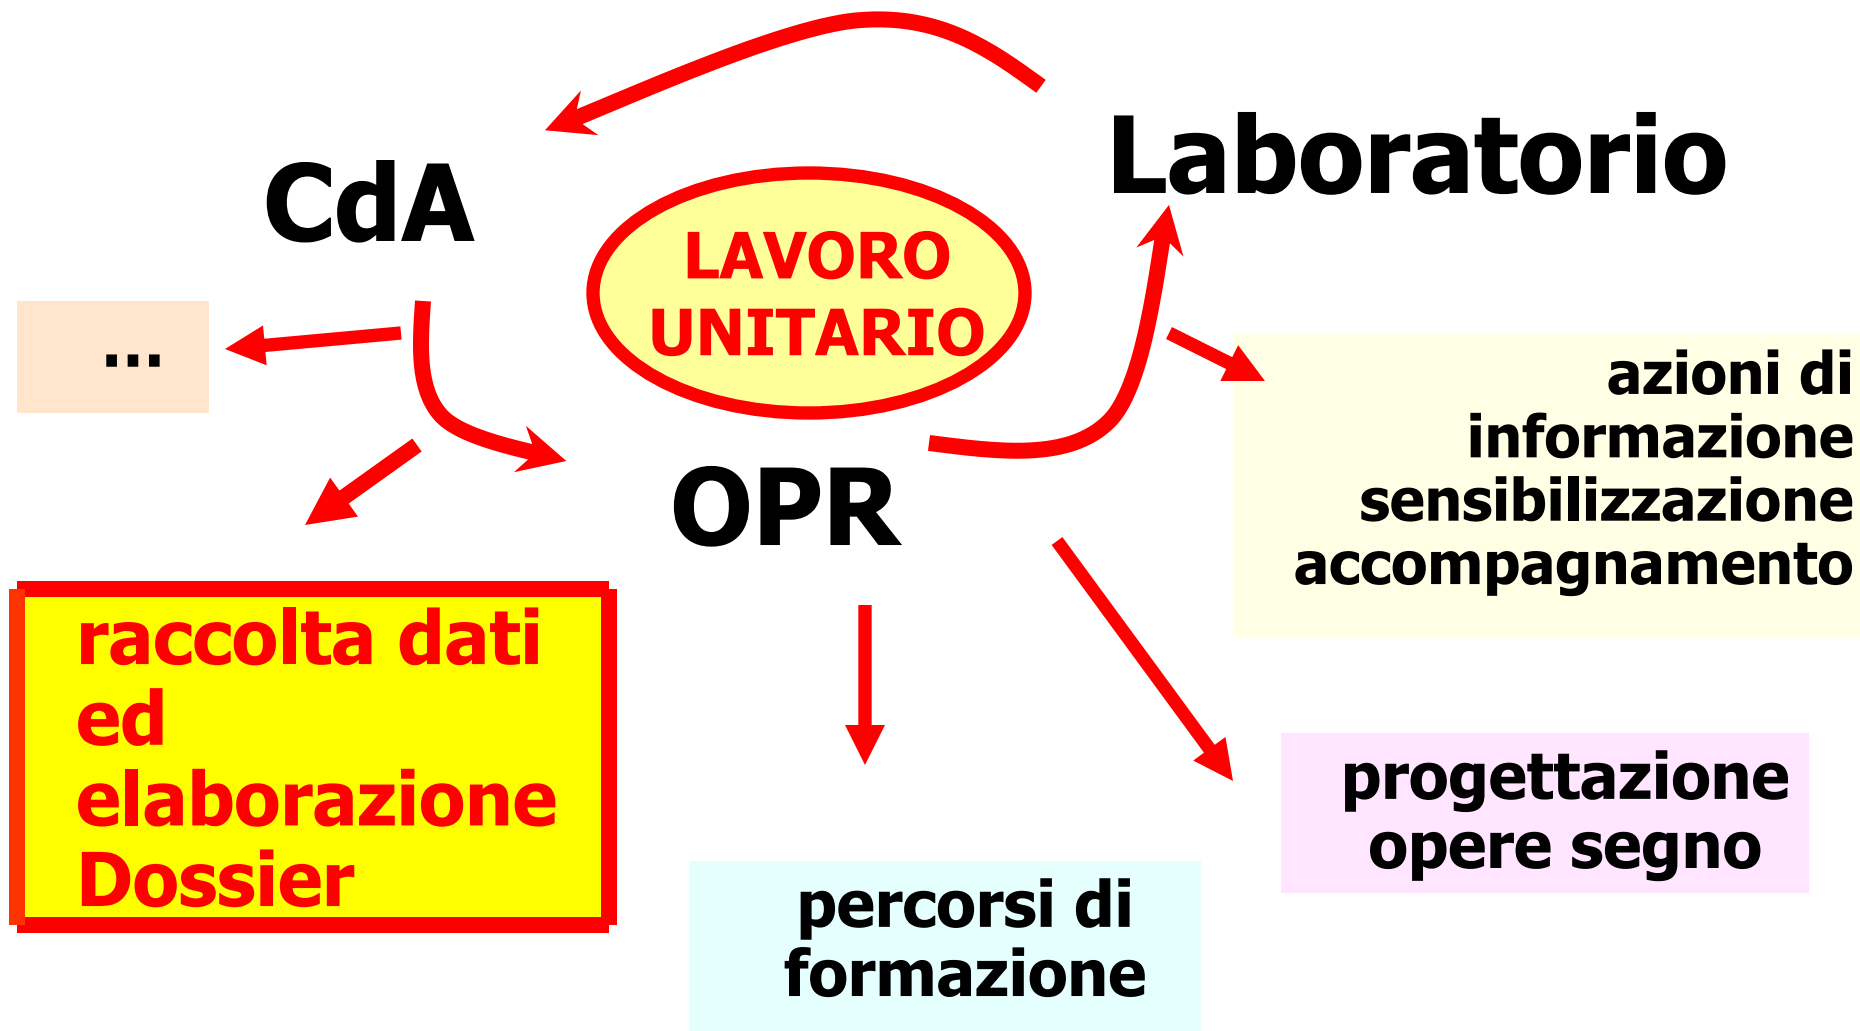 CdA
Laboratorio
LAVORO
UNITARIO
...
azioni di
informazione
sensibilizzazione
accompagnamento
OPR
raccolta dati
ed
elaborazione
Dossier
progettazione
opere segno
percorsi di
formazione